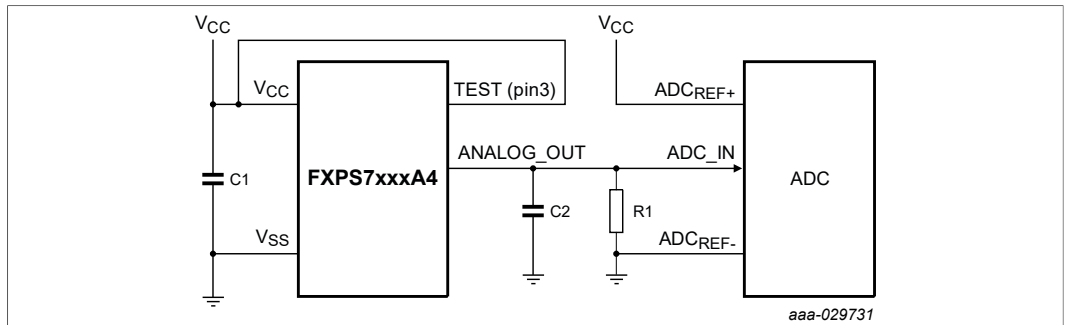 VCC
VCC
VCC
TEST (pin3)
ADCREF+
ANALOG_OUT
ADC_IN
C1
FXPS7xxxA4
ADC
C2
R1
VSS
ADCREF-
aaa-029731